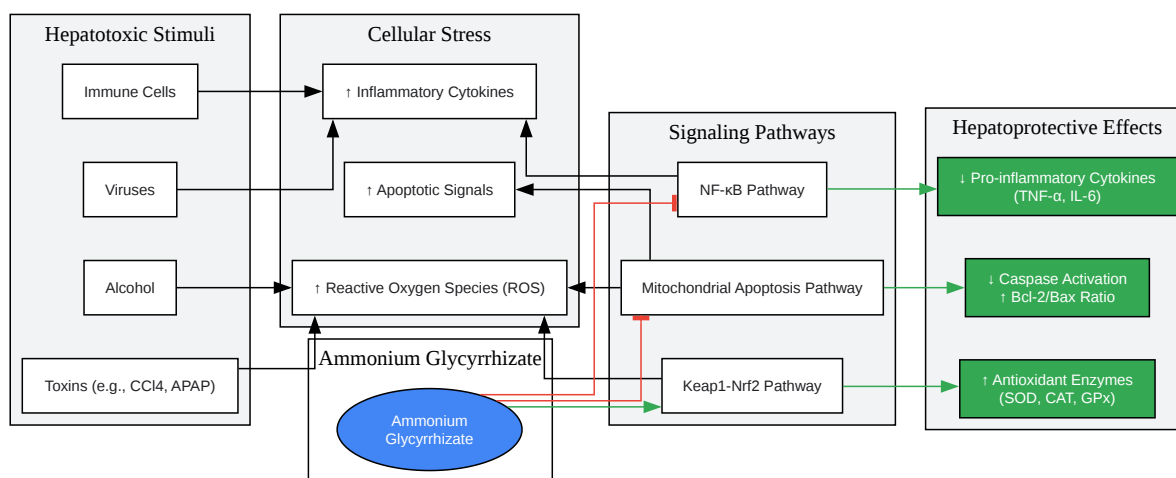 Hepatotoxic Stimuli
Immune Cells
Viruses
Alcohol
Toxins (e.g., CCl4, APAP)
Cellular Stress
↑ Inflammatory Cytokines
↑ Apoptotic Signals
↑ Reactive Oxygen Species (ROS)
Ammonium Glycyrrhizate
Ammonium
Glycyrrhizate
Signaling Pathways
NF-κB Pathway
Mitochondrial Apoptosis Pathway
Keap1-Nrf2 Pathway
Hepatoprotective Effects
↓ Pro-inflammatory Cytokines
(TNF-α, IL-6)
↓ Caspase Activation
↑ Bcl-2/Bax Ratio
↑ Antioxidant Enzymes
(SOD, CAT, GPx)